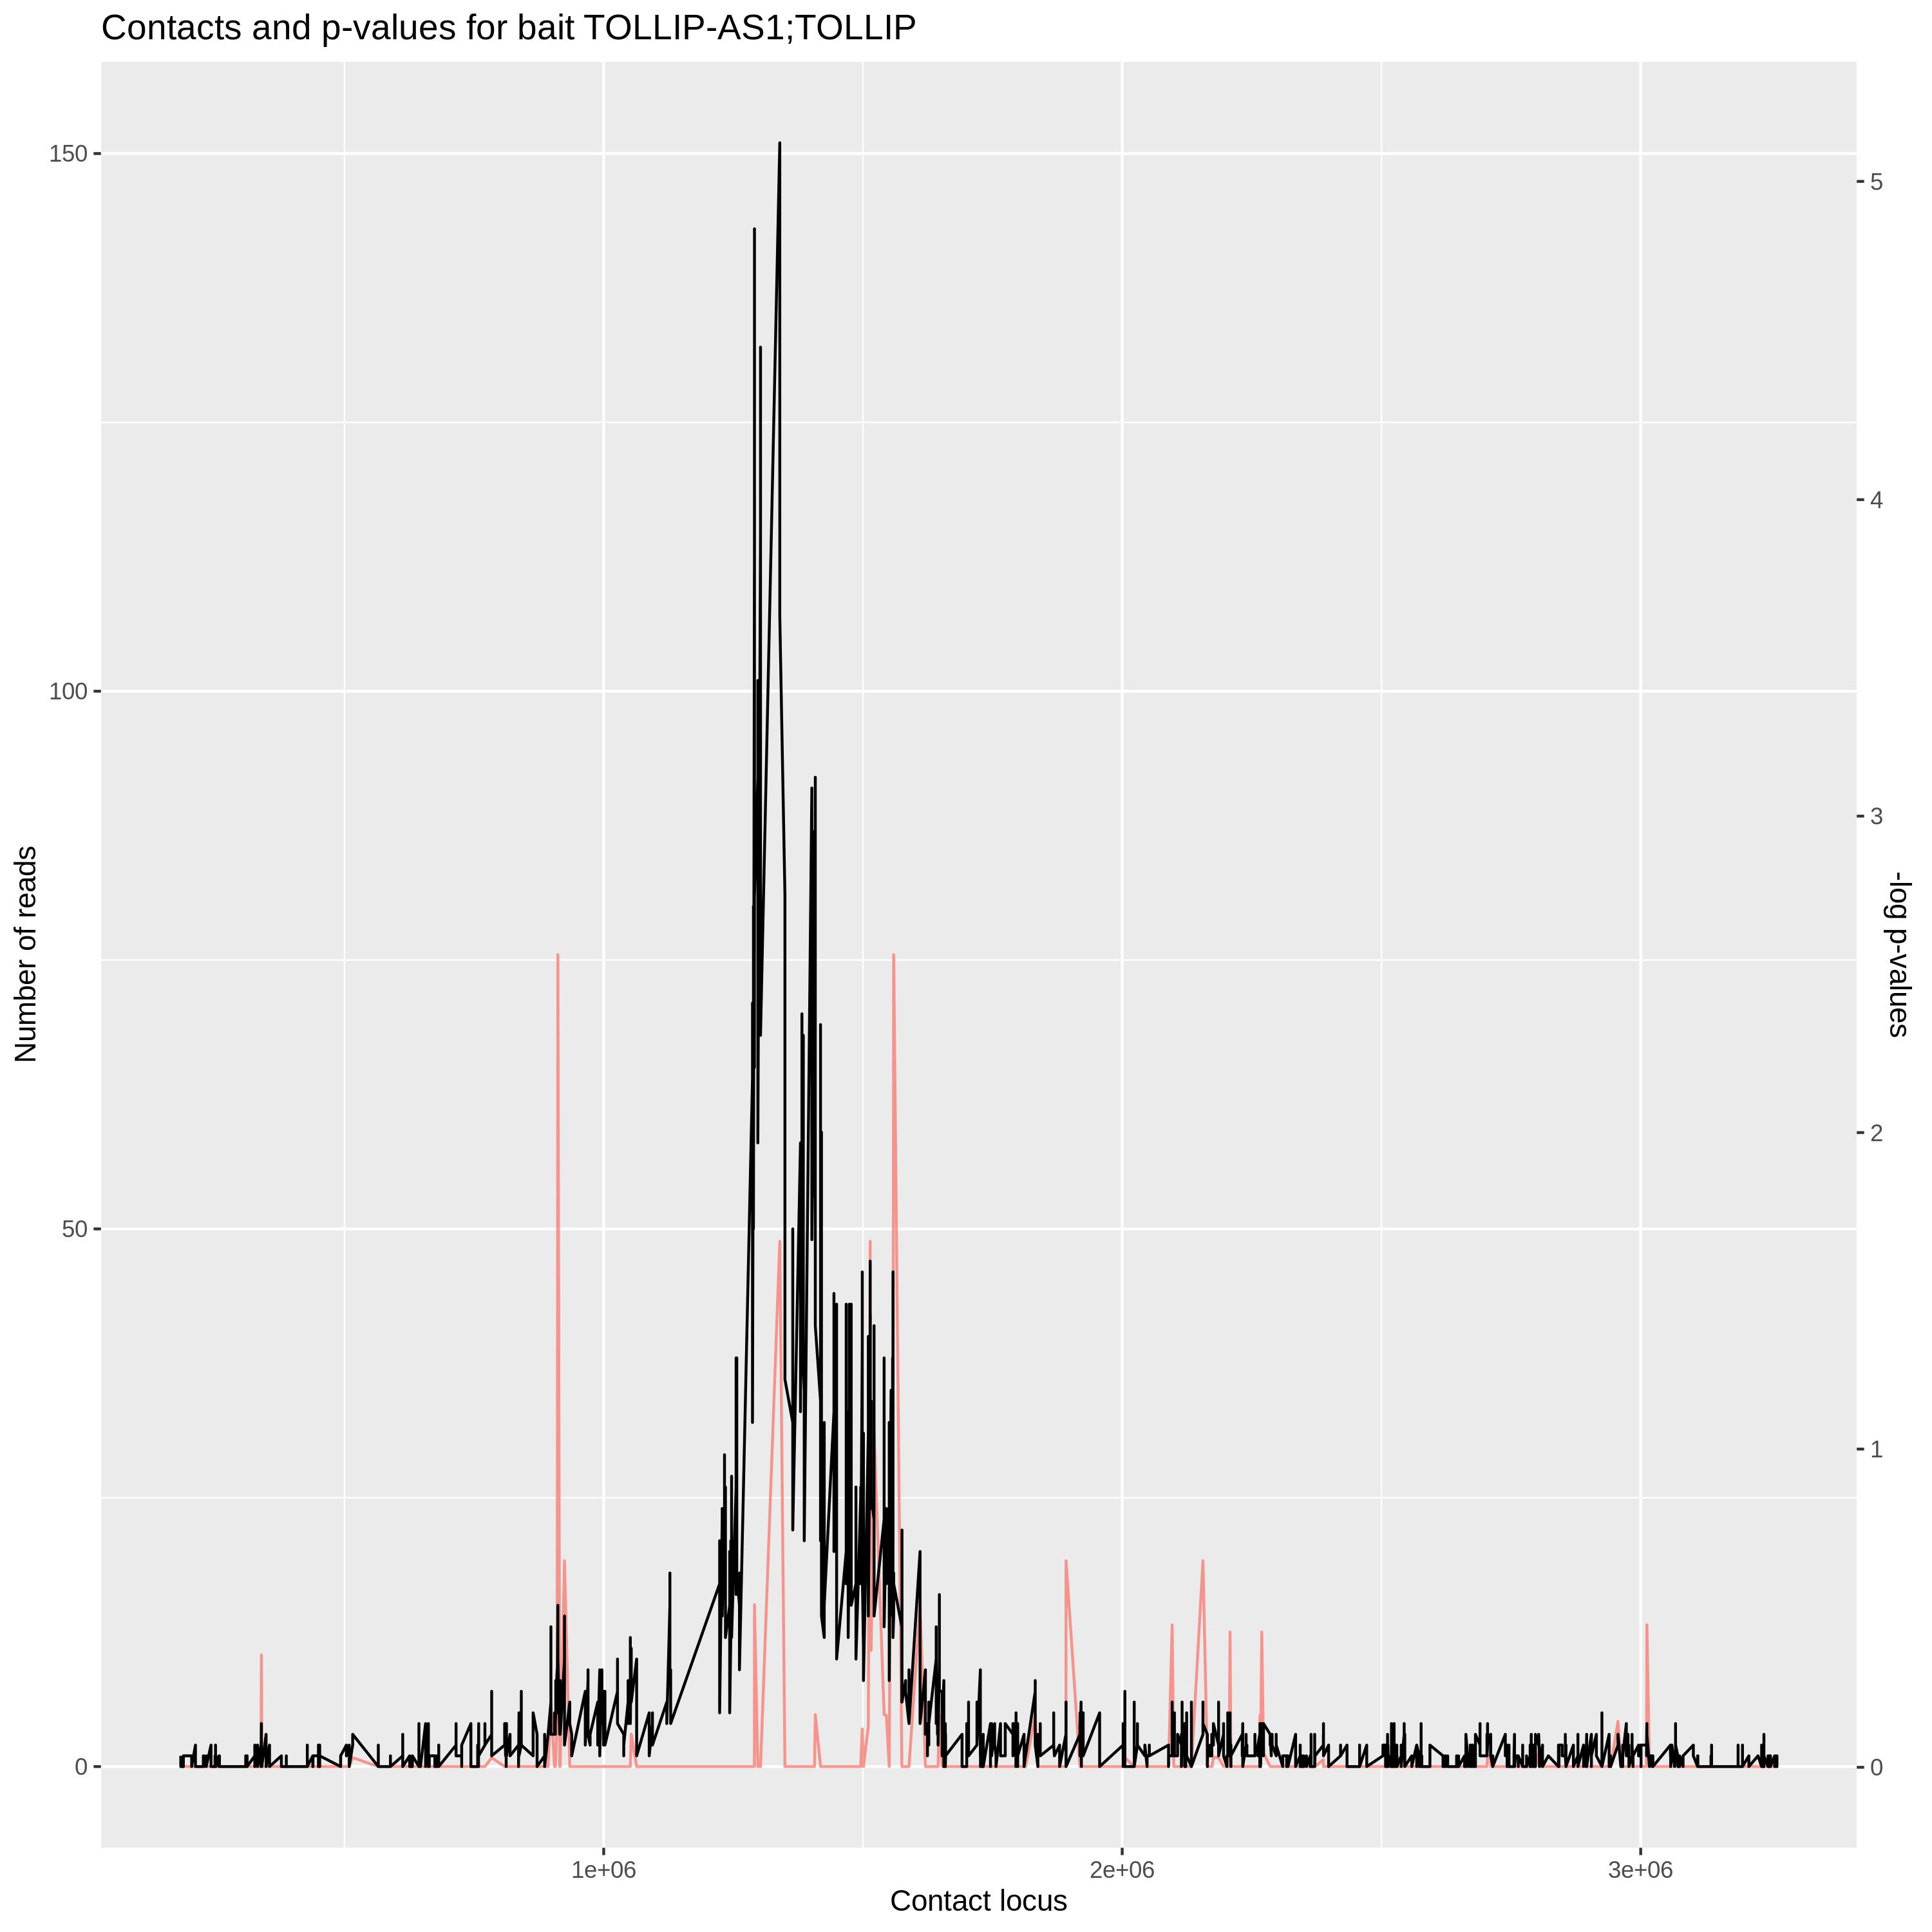 Contacts and p-values for bait TOLLIP-AS1;TOLLIP
150
100
50
0
Number of reads
5
4
3
2
1
0
-log p-values
1e+06
2e+06
3e+06
Contact locus